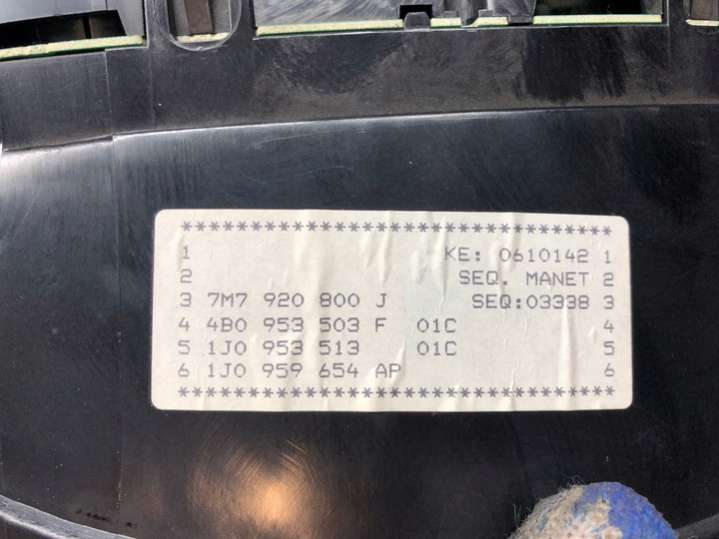 ************************************
1 KE: 0610142 1
2 SEQ. MANET 2
3 7M7 920 800 J SEQ:03338 3
4 4B0 953 503 F 01C 4
5 1J0 953 513 01C 5
6 1J0 959 654 AP 6
************************************